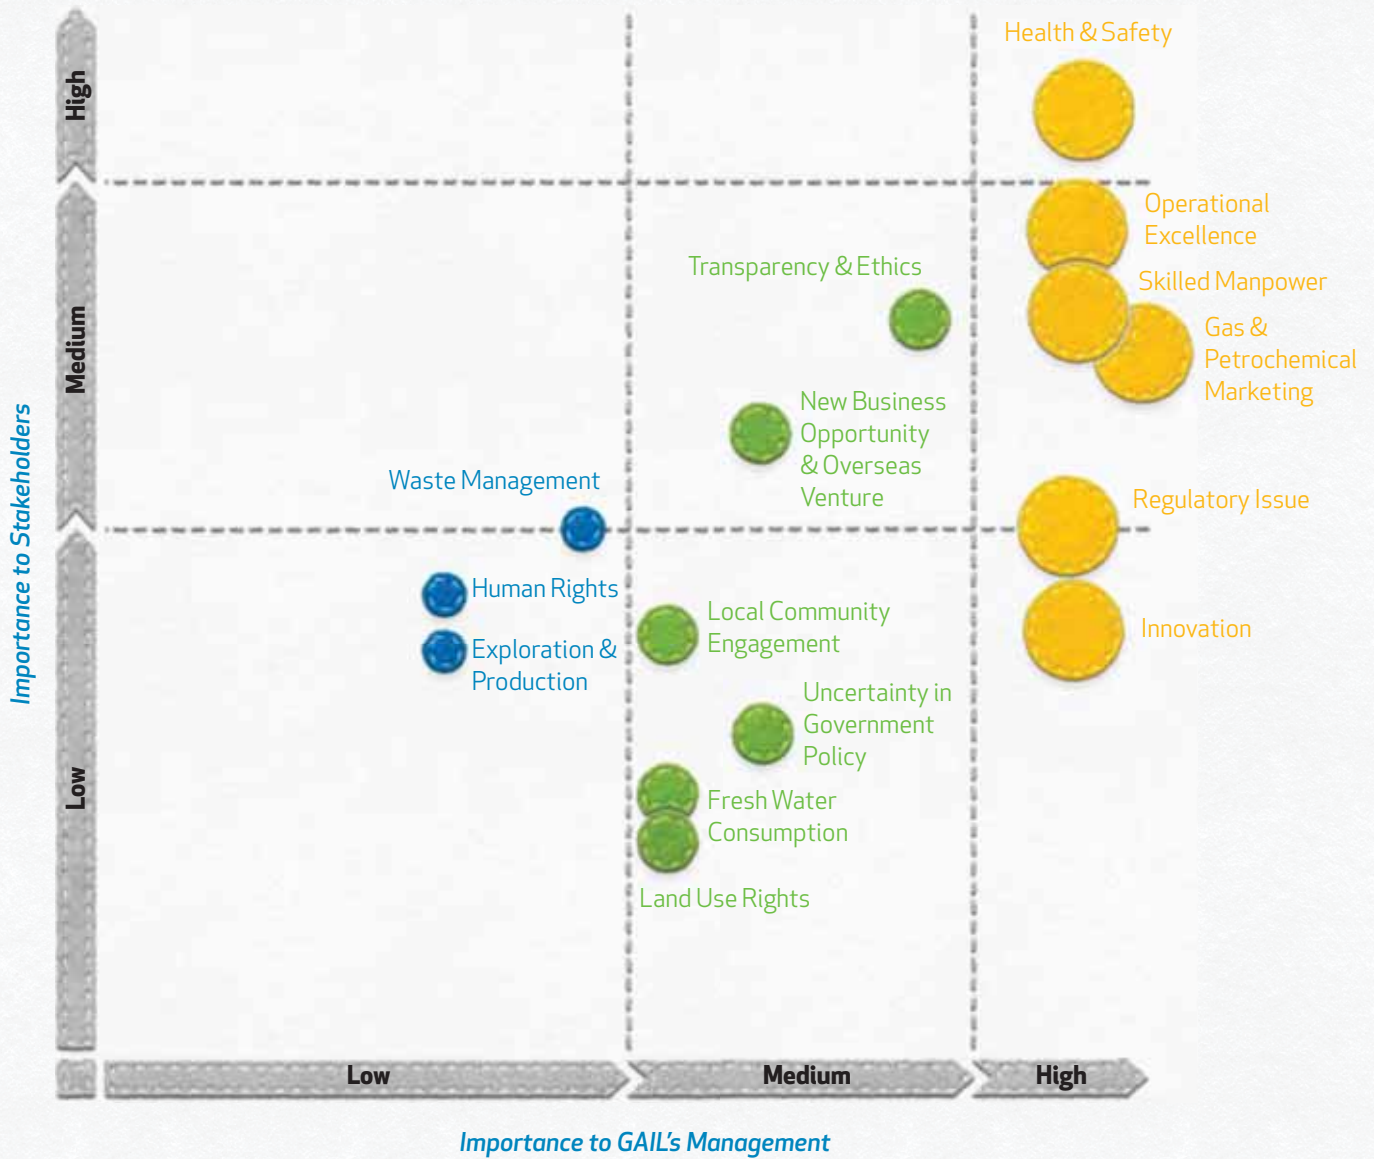 Health & Safety
High
Operational
Excellence
Transparency & Ethics
Skilled Manpower
Gas &
Petrochemical
Marketing
Medium
New Business
Opportunity
& Overseas
Venture
Waste Management
Regulatory Issue
Importance to Stakeholders
Human Rights
Local Community
Engagement
Innovation
Exploration &
Production
Uncertainty in
Government
Policy
Low
Fresh Water
Consumption
Land Use Rights
Low
Medium
High
Importance to GAIL's Management